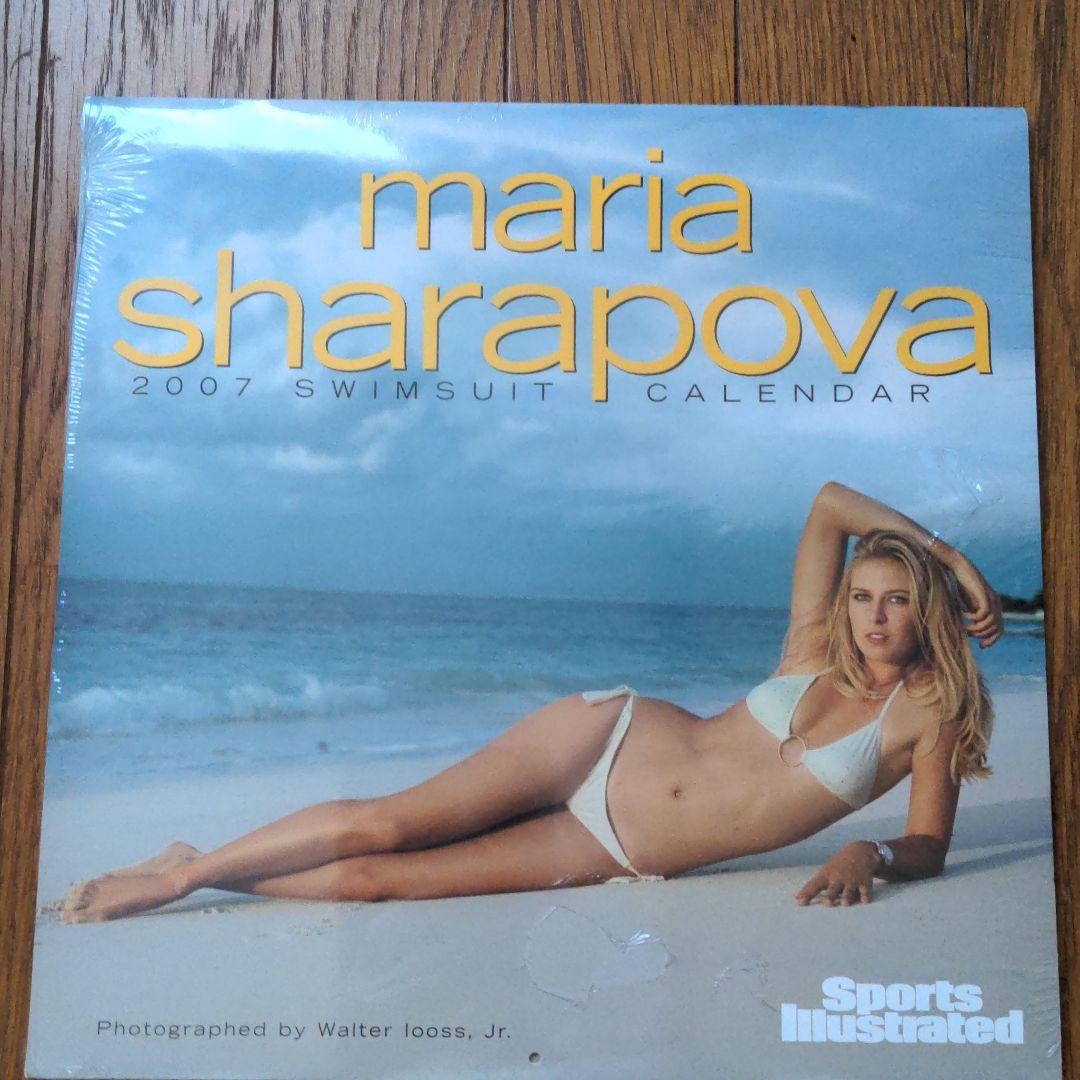 maria
sharapova
2007 SWIMSUIT CALENDAR
Photographed by Walter Iooss, Jr.
Sports
Illustrated